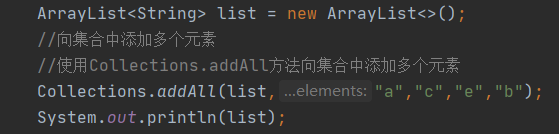 ArrayList<String> list = new ArrayList<>();
//向集合中添加多个元素
//使用Collections.addAll方法向集合中添加多个元素
Collections.addAll(list, ...elements: "a","c","e","b");
System.out.println(list);